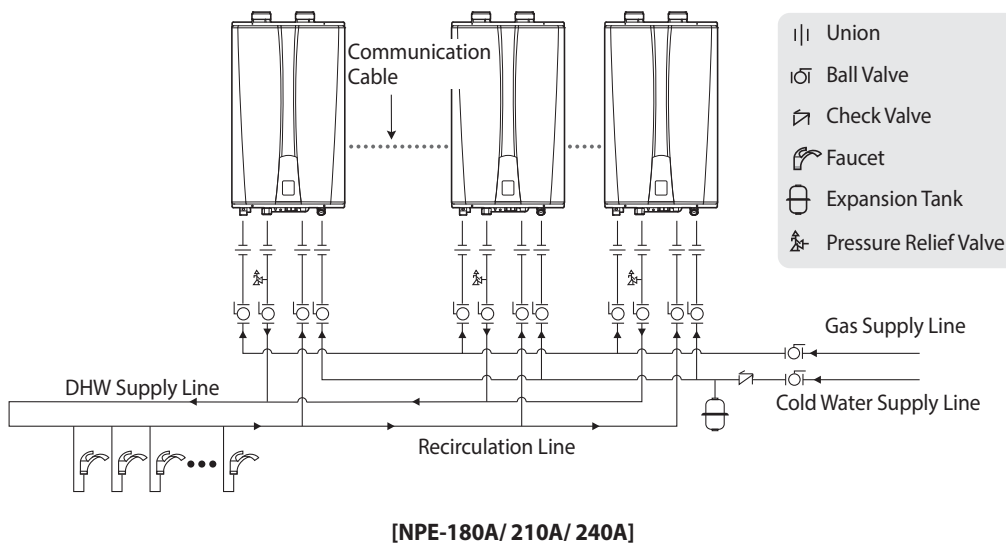 Communication
Cable
Union
Ball Valve
Check Valve
Faucet
Expansion Tank
Pressure Relief Valve
Gas Supply Line
DHW Supply Line
Cold Water Supply Line
Recirculation Line
[NPE-180A/ 210A/ 240A]